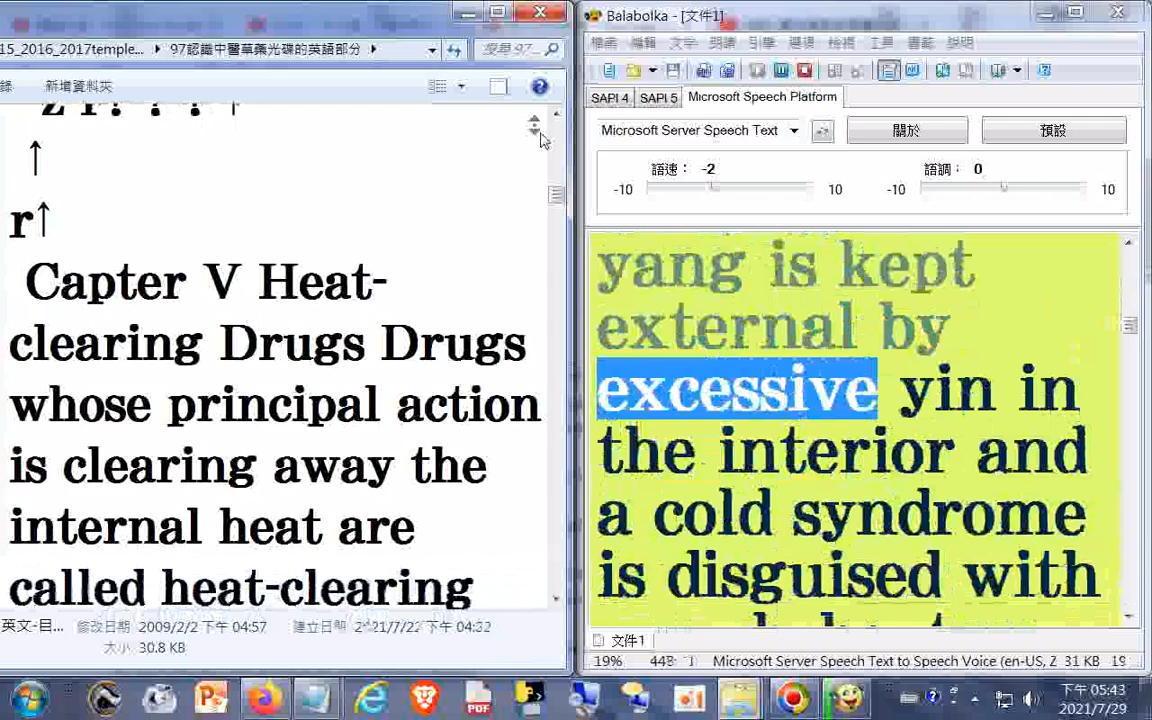 15_2016_2017temple...
97認識中醫草藥光碟的英語部分
搜尋 97...
錄
新增資料夾
↑
r↑
Capter V Heat-
clearing Drugs Drugs
whose principal action
is clearing away the
internal heat are
called heat-clearing
英文-目...
修改日期 2009/2/2 下午 04:57
建立日期 2021/7/22 下午 04:32
大小 30.8 KB
Balabolka - [文件1]
檔案 編輯 文字 朗讀 引擎 選項 檢視 工具 書籤 說明
SAPI 4 SAPI 5 Microsoft Speech Platform
Microsoft Server Speech Text
關於
預設
語速： -2
語調： 0
-10 10 -10 10
yang is kept
external by
excessive yin in
the interior and
a cold syndrome
is disguised with
文件1
19%
Microsoft Server Speech Text to Speech Voice (en-US, Z
31 KB
19
PDF
下午 05:43
2021/7/29